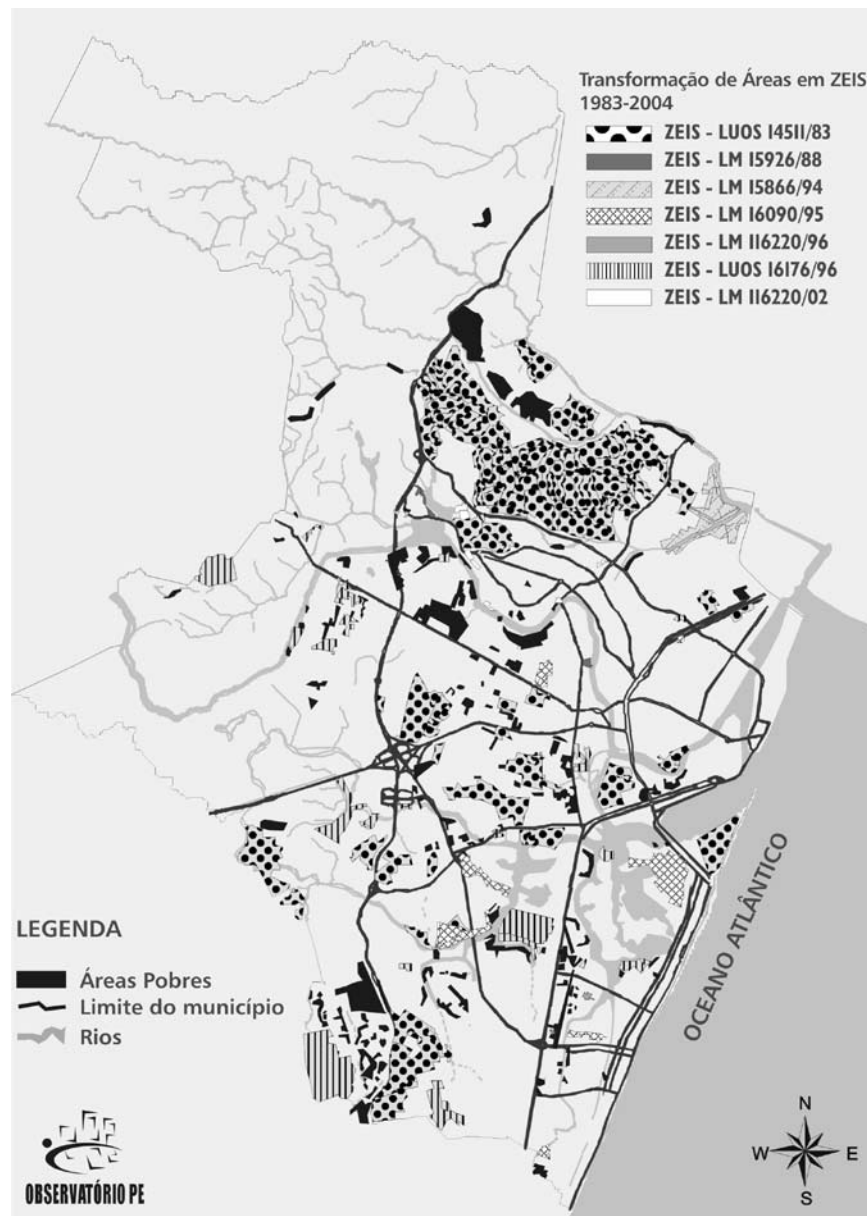 Transformação de Áreas em ZEIS
1983-2004
ZEIS - LUOS 14511/83
ZEIS - LM 15926/88
ZEIS - LM 15866/94
ZEIS - LM 16090/95
ZEIS - LM 116220/96
ZEIS - LUOS 16176/96
ZEIS - LM 116220/02
OCEANO ATLÂNTICO
LEGENDA
Áreas Pobres
Limite do município
Rios
OBSERVATÓRIO PE
N
W
E
S